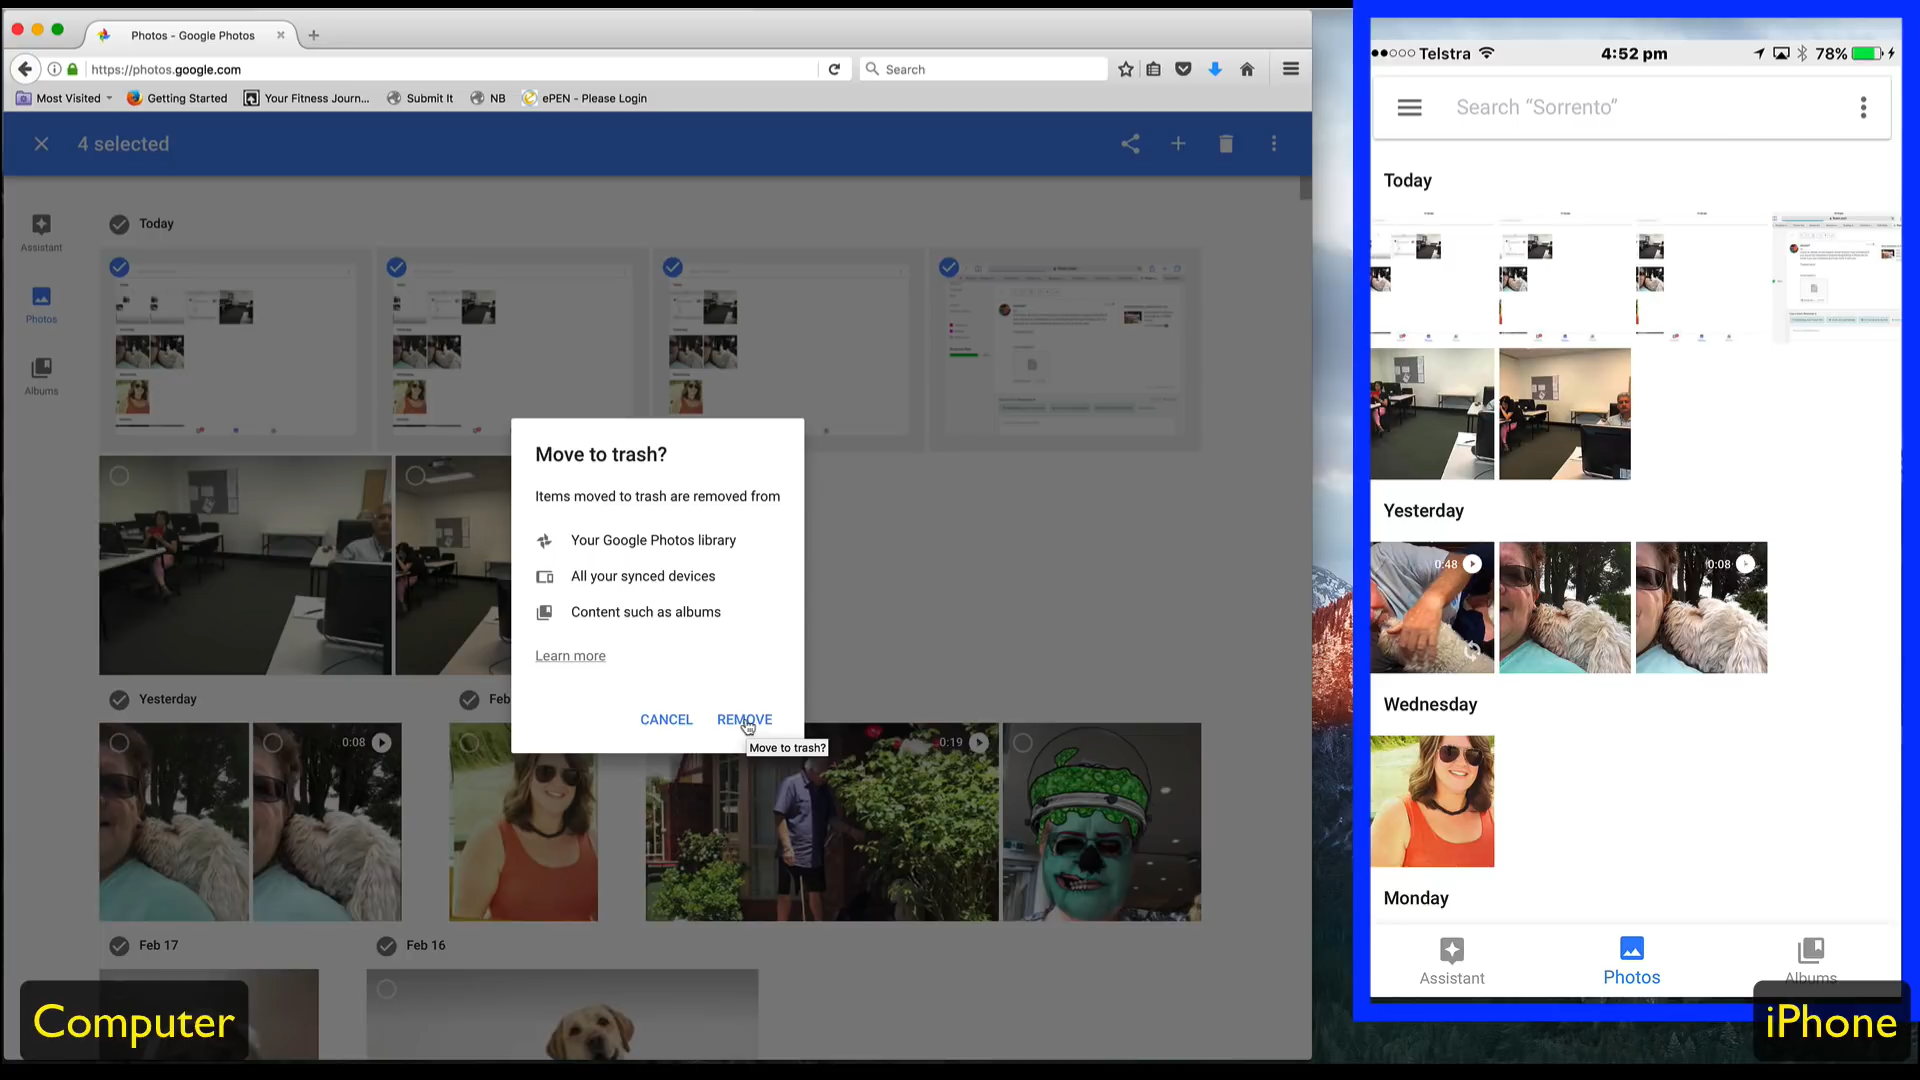 Photos - Google Photos
https://photos.google.com
Search
Most Visited
Getting Started
Your Fitness Journ...
Submit It
NB
ePEN - Please Login
4 selected
Assistant
Photos
Albums
Today
Move to trash?
Items moved to trash are removed from
Your Google Photos library
All your synced devices
Content such as albums
Learn more
CANCEL
REMOVE
Move to trash?
Yesterday
Feb
0:08
0:19
Feb 17
Feb 16
Computer
Telstra
4:52 pm
78%
Search “Sorrento”
Today
Yesterday
0:48
0:08
Wednesday
Monday
Assistant
Photos
Albums
iPhone